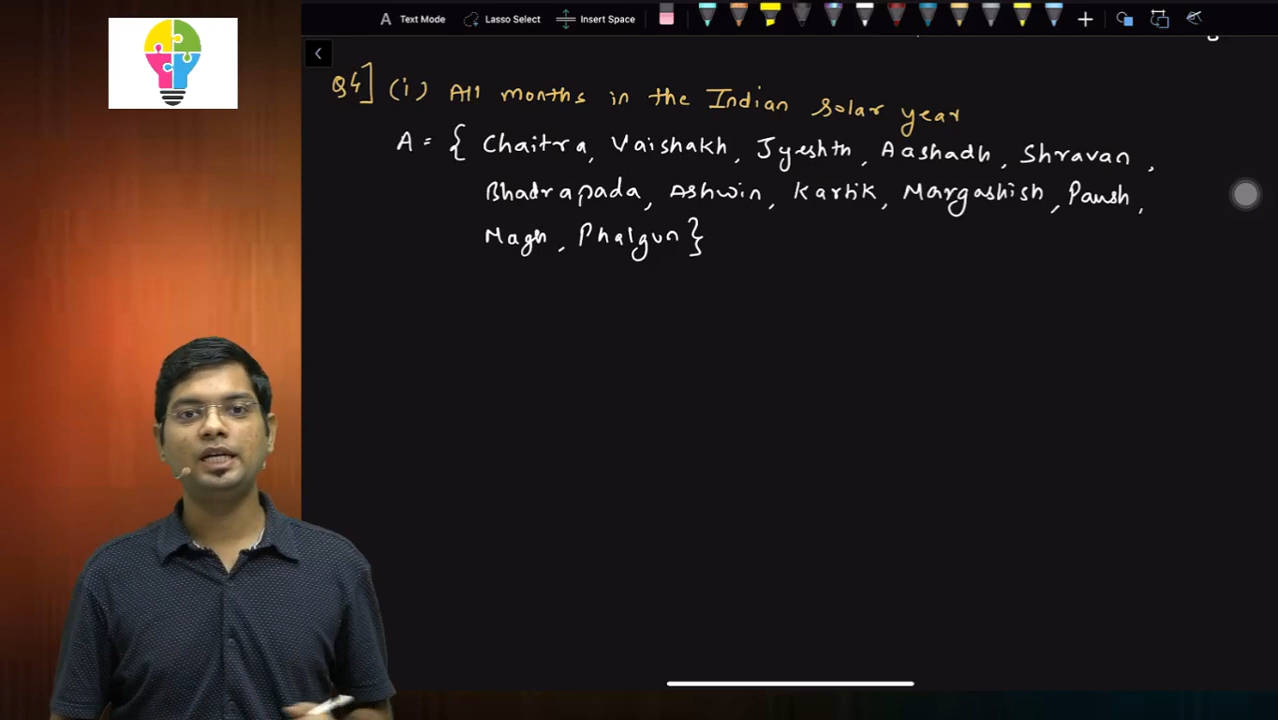 Text Mode
Lasso Select
Insert Space
Q4] (i) All months in the Indian Solar year
A = { Chaitra, Vaishakh, Jyeshth, Aashadh, Shravan,
Bhadrapada, Ashwin, Kartik, Margashish, Paush,
Magh, Phalgun }